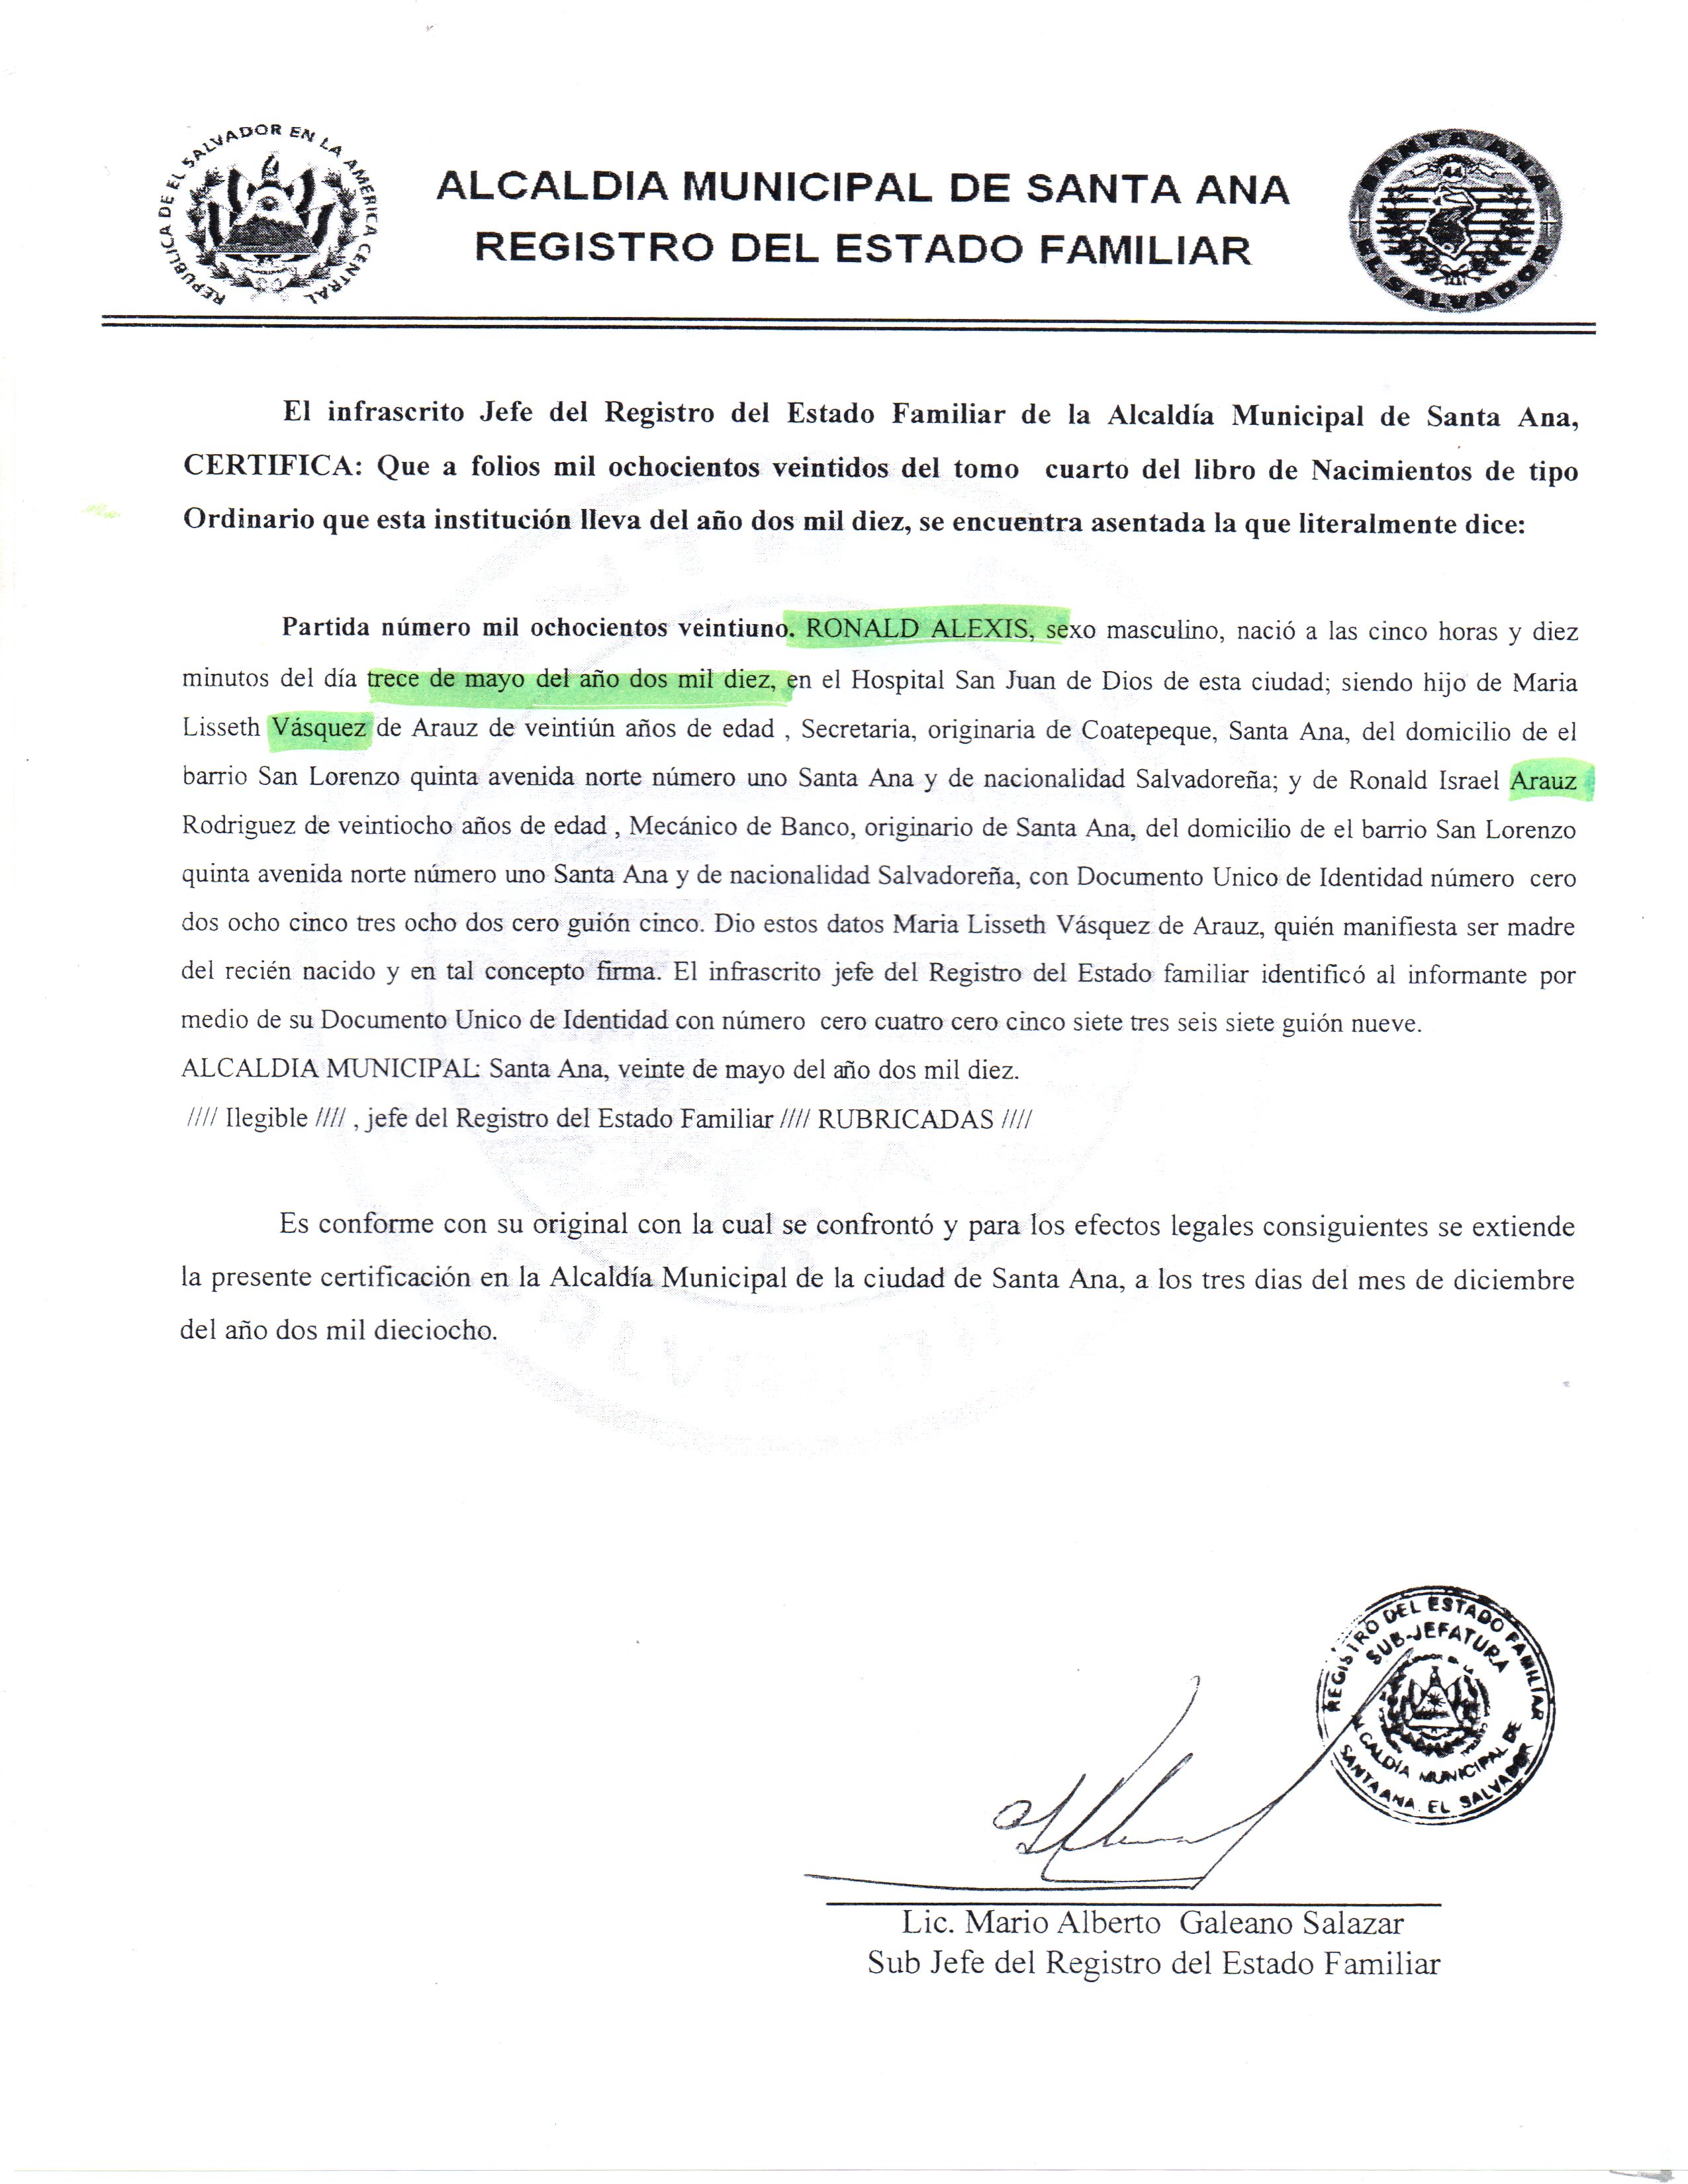 REPUBLICA DE EL SALVADOR EN LA AMERICA CENTRAL
ALCALDIA MUNICIPAL DE SANTA ANA
REGISTRO DEL ESTADO FAMILIAR
SANTA ANA
44
EL SALVADOR
El infrascrito Jefe del Registro del Estado Familiar de la Alcaldía Municipal de Santa Ana,
CERTIFICA: Que a folios mil ochocientos veintidos del tomo cuarto del libro de Nacimientos de tipo
Ordinario que esta institución lleva del año dos mil diez, se encuentra asentada la que literalmente dice:
Partida número mil ochocientos veintiuno. RONALD ALEXIS, sexo masculino, nació a las cinco horas y diez
minutos del día trece de mayo del año dos mil diez, en el Hospital San Juan de Dios de esta ciudad; siendo hijo de Maria
Lisseth Vásquez de Arauz de veintiún años de edad , Secretaria, originaria de Coatepeque, Santa Ana, del domicilio de el
barrio San Lorenzo quinta avenida norte número uno Santa Ana y de nacionalidad Salvadoreña; y de Ronald Israel Arauz
Rodriguez de veintiocho años de edad , Mecánico de Banco, originario de Santa Ana, del domicilio de el barrio San Lorenzo
quinta avenida norte número uno Santa Ana y de nacionalidad Salvadoreña, con Documento Unico de Identidad número cero
dos ocho cinco tres ocho dos cero guión cinco. Dio estos datos Maria Lisseth Vásquez de Arauz, quién manifiesta ser madre
del recién nacido y en tal concepto firma. El infrascrito jefe del Registro del Estado familiar identificó al informante por
medio de su Documento Unico de Identidad con número cero cuatro cero cinco siete tres seis siete guión nueve.
ALCALDIA MUNICIPAL: Santa Ana, veinte de mayo del año dos mil diez.
//// Ilegible //// , jefe del Registro del Estado Familiar //// RUBRICADAS ////
Es conforme con su original con la cual se confrontó y para los efectos legales consiguientes se extiende
la presente certificación en la Alcaldía Municipal de la ciudad de Santa Ana, a los tres dias del mes de diciembre
del año dos mil dieciocho.
REGISTRO DEL ESTADO FAMILIAR
SUB-JEFATURA
ALCALDÍA MUNICIPAL DE
SANTA ANA. EL SALVADOR
Lic. Mario Alberto Galeano Salazar
Sub Jefe del Registro del Estado Familiar